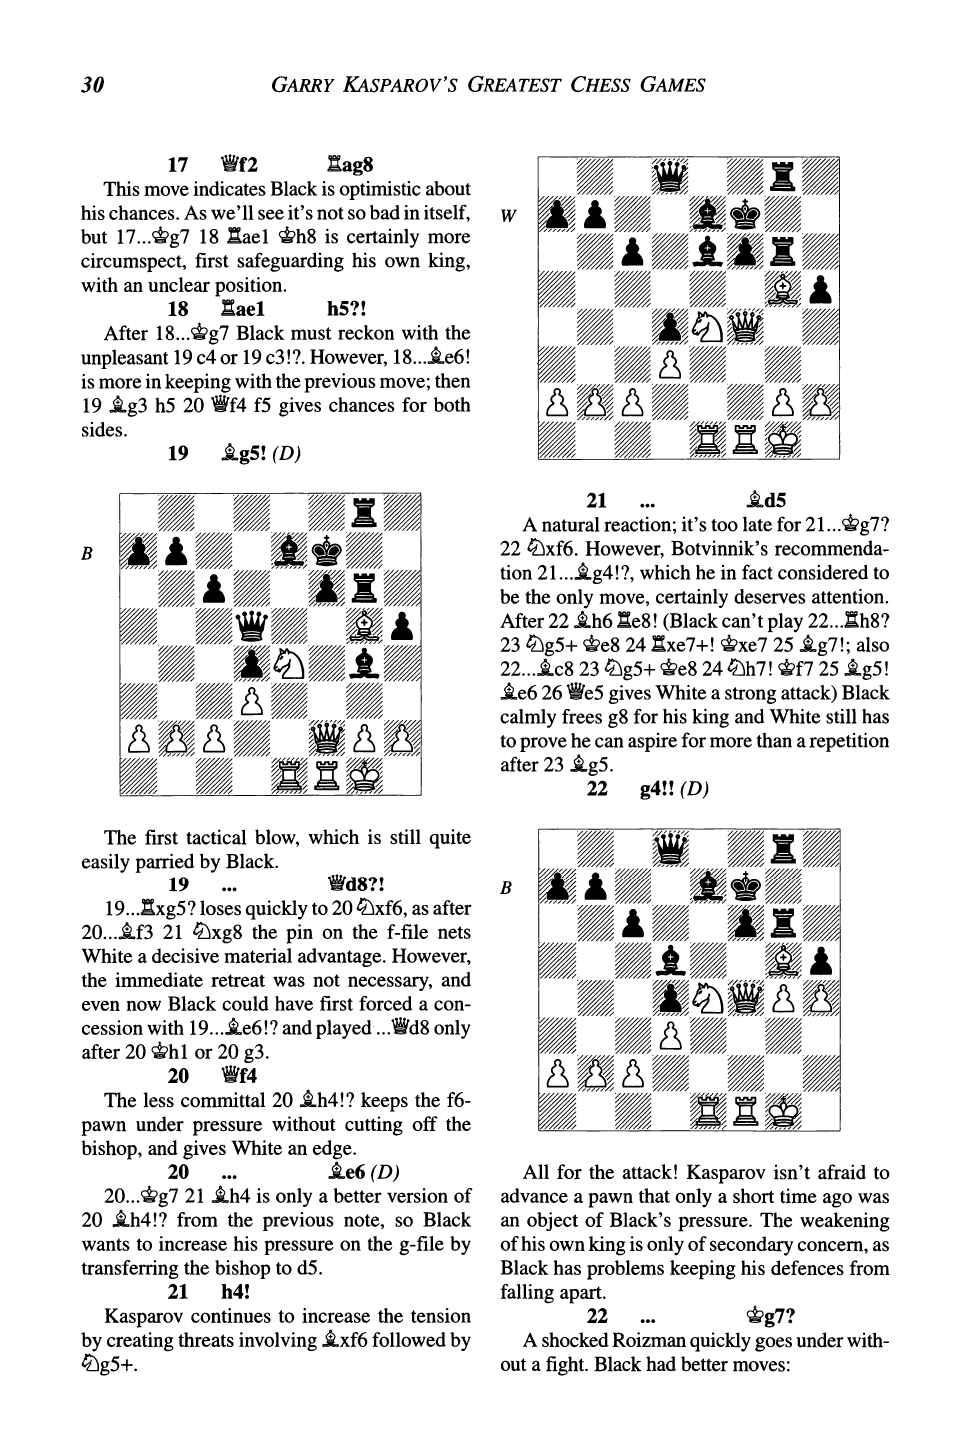 30
GARRY KASPAROV'S GREATEST CHESS GAMES
17 ♕f2 ♖ag8
This move indicates Black is optimistic about
his chances. As we'll see it's not so bad in itself,
but 17...♔g7 18 ♖ae1 ♔h8 is certainly more
circumspect, first safeguarding his own king,
with an unclear position.
18 ♖ae1 h5?!
After 18...♔g7 Black must reckon with the
unpleasant 19 c4 or 19 c3!?. However, 18...♗e6!
is more in keeping with the previous move; then
19 ♗g3 h5 20 ♕f4 f5 gives chances for both
sides.
19 ♗g5! (D)
B
The first tactical blow, which is still quite
easily parried by Black.
19 ... ♕d8?!
19...♖xg5? loses quickly to 20 ♘xf6, as after
20...♗f3 21 ♘xg8 the pin on the f-file nets
White a decisive material advantage. However,
the immediate retreat was not necessary, and
even now Black could have first forced a con-
cession with 19...♗e6!? and played ...♕d8 only
after 20 ♔h1 or 20 g3.
20 ♕f4
The less committal 20 ♗h4!? keeps the f6-
pawn under pressure without cutting off the
bishop, and gives White an edge.
20 ... ♗e6 (D)
20...♔g7 21 ♗h4 is only a better version of
20 ♗h4!? from the previous note, so Black
wants to increase his pressure on the g-file by
transferring the bishop to d5.
21 h4!
Kasparov continues to increase the tension
by creating threats involving ♗xf6 followed by
♘g5+.
W
21 ... ♗d5
A natural reaction; it's too late for 21...♔g7?
22 ♘xf6. However, Botvinnik's recommenda-
tion 21...♗g4!?, which he in fact considered to
be the only move, certainly deserves attention.
After 22 ♗h6 ♖e8! (Black can't play 22...♖h8?
23 ♘g5+ ♔e8 24 ♖xe7+! ♔xe7 25 ♗g7!; also
22...♗c8 23 ♘g5+ ♔e8 24 ♘h7! ♔f7 25 ♗g5!
♗e6 26 ♕e5 gives White a strong attack) Black
calmly frees g8 for his king and White still has
to prove he can aspire for more than a repetition
after 23 ♗g5.
22 g4!! (D)
B
All for the attack! Kasparov isn't afraid to
advance a pawn that only a short time ago was
an object of Black's pressure. The weakening
of his own king is only of secondary concern, as
Black has problems keeping his defences from
falling apart.
22 ... ♔g7?
A shocked Roizman quickly goes under with-
out a fight. Black had better moves: